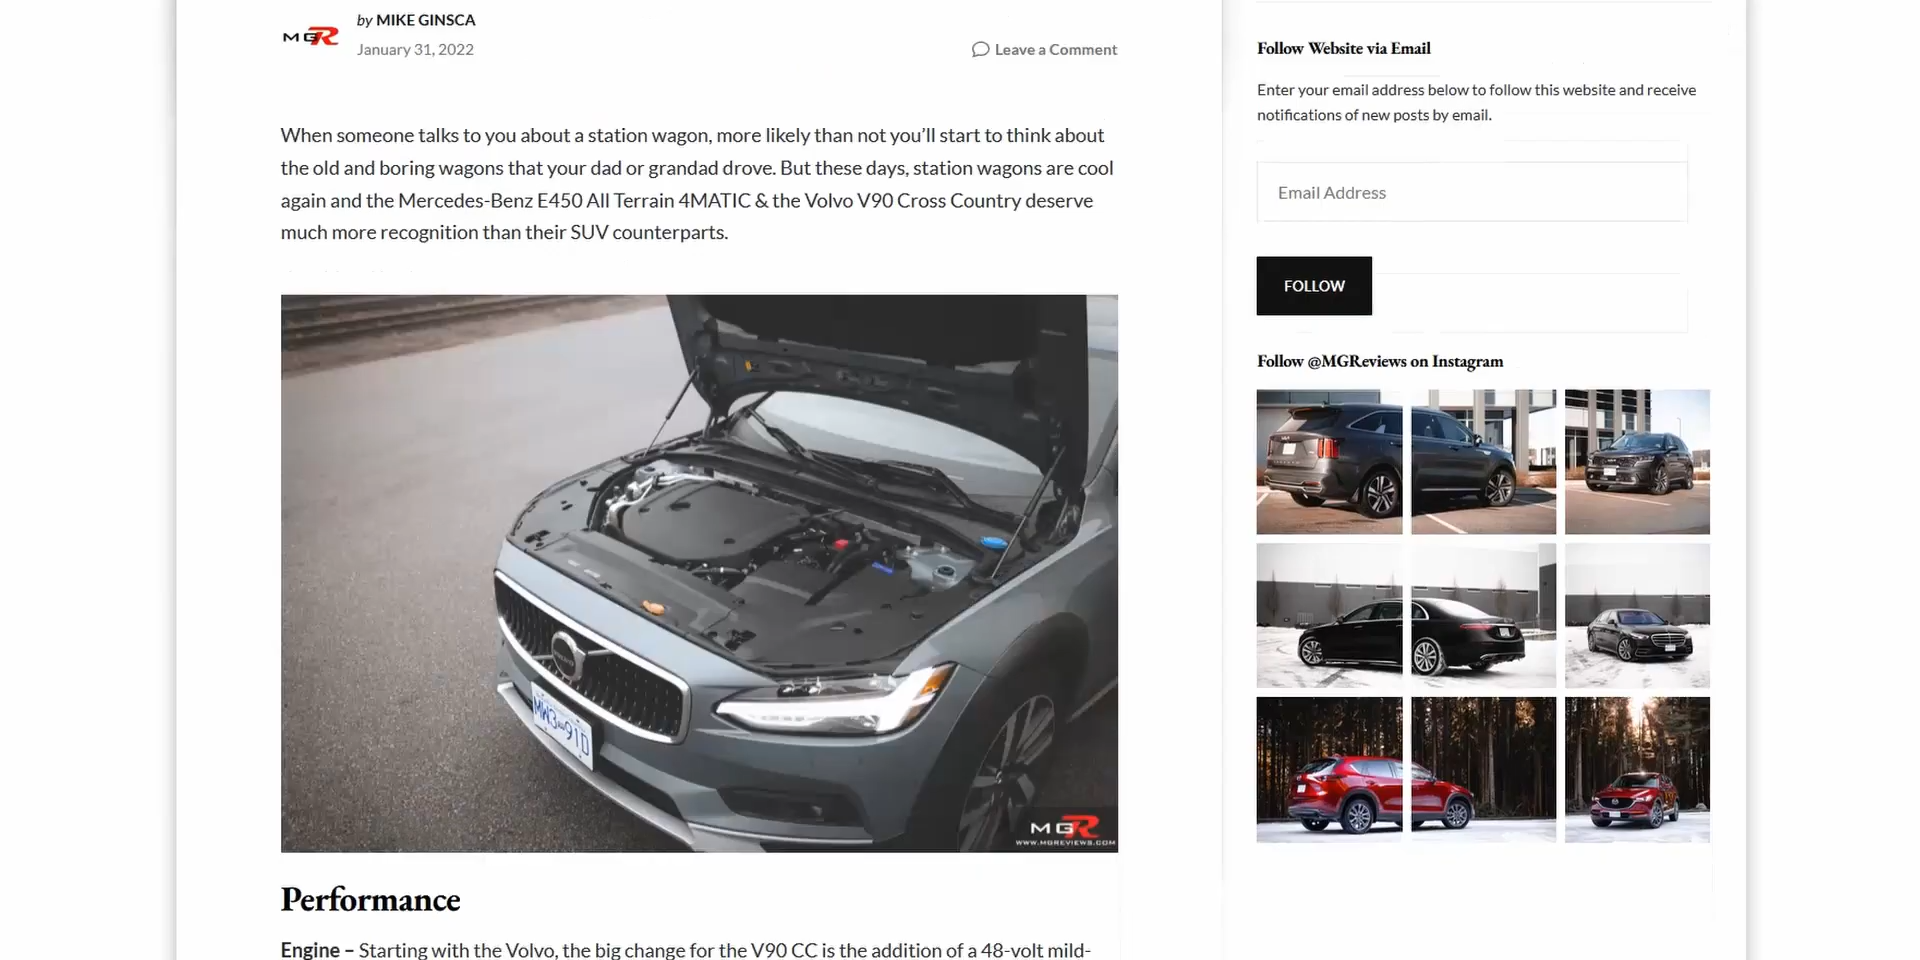 by MIKE GINSCA
MGR
January 31, 2022
Leave a Comment
When someone talks to you about a station wagon, more likely than not you’ll start to think about
the old and boring wagons that your dad or grandad drove. But these days, station wagons are cool
again and the Mercedes-Benz E450 All Terrain 4MATIC & the Volvo V90 Cross Country deserve
much more recognition than their SUV counterparts.
MGR
WWW.MGREVIEWS.COM
Performance
Engine – Starting with the Volvo, the big change for the V90 CC is the addition of a 48-volt mild-
Follow Website via Email
Enter your email address below to follow this website and receive
notifications of new posts by email.
Email Address
FOLLOW
Follow @MGReviews on Instagram